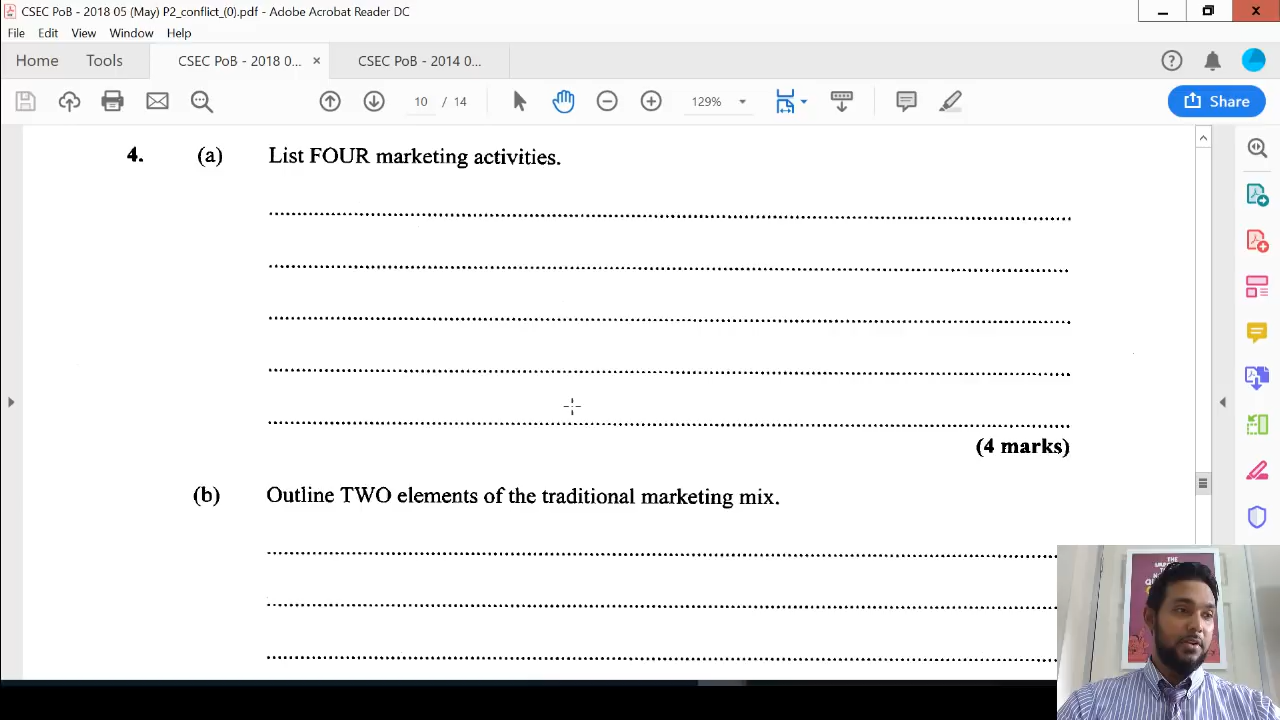 CSEC PoB - 2018 05 (May) P2_conflict_(0).pdf - Adobe Acrobat Reader DC
File Edit View Window Help
Home Tools CSEC PoB - 2018 0... × CSEC PoB - 2014 0...
10 / 14 129% Share
4. (a) List FOUR marketing activities.
(4 marks)
(b) Outline TWO elements of the traditional marketing mix.
THE